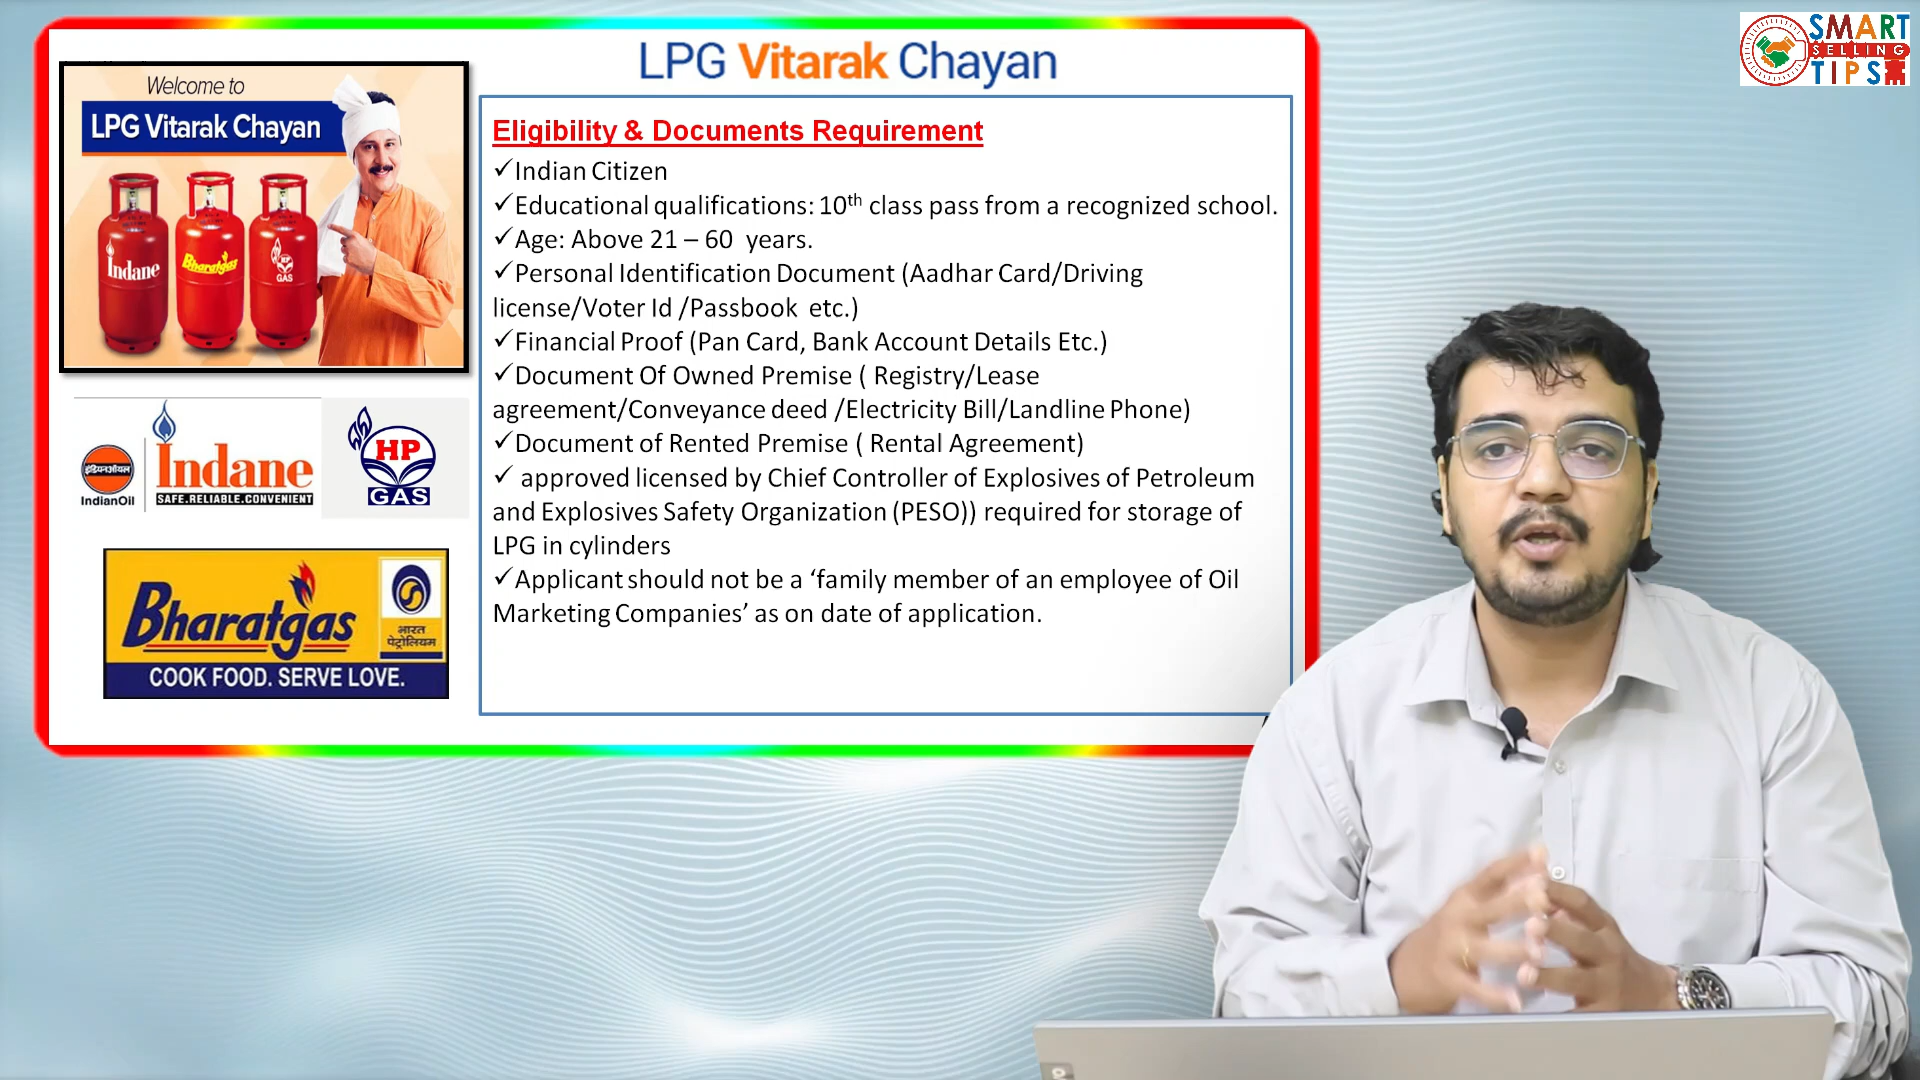 LPG Vitarak Chayan
SMART
SELLING
TIPS
Welcome to
LPG Vitarak Chayan
Indane
Bharatgas
HP
GAS
इंडियनऑयल
IndianOil
Indane
SAFE.RELIABLE.CONVENIENT
HP
GAS
Bharatgas
भारत
पेट्रोलियम
COOK FOOD. SERVE LOVE.
Eligibility & Documents Requirement
✓Indian Citizen
✓Educational qualifications: 10th class pass from a recognized school.
✓Age: Above 21 – 60 years.
✓Personal Identification Document (Aadhar Card/Driving
license/Voter Id /Passbook etc.)
✓Financial Proof (Pan Card, Bank Account Details Etc.)
✓Document Of Owned Premise ( Registry/Lease
agreement/Conveyance deed /Electricity Bill/Landline Phone)
✓Document of Rented Premise ( Rental Agreement)
✓ approved licensed by Chief Controller of Explosives of Petroleum
and Explosives Safety Organization (PESO)) required for storage of
LPG in cylinders
✓Applicant should not be a ‘family member of an employee of Oil
Marketing Companies’ as on date of application.